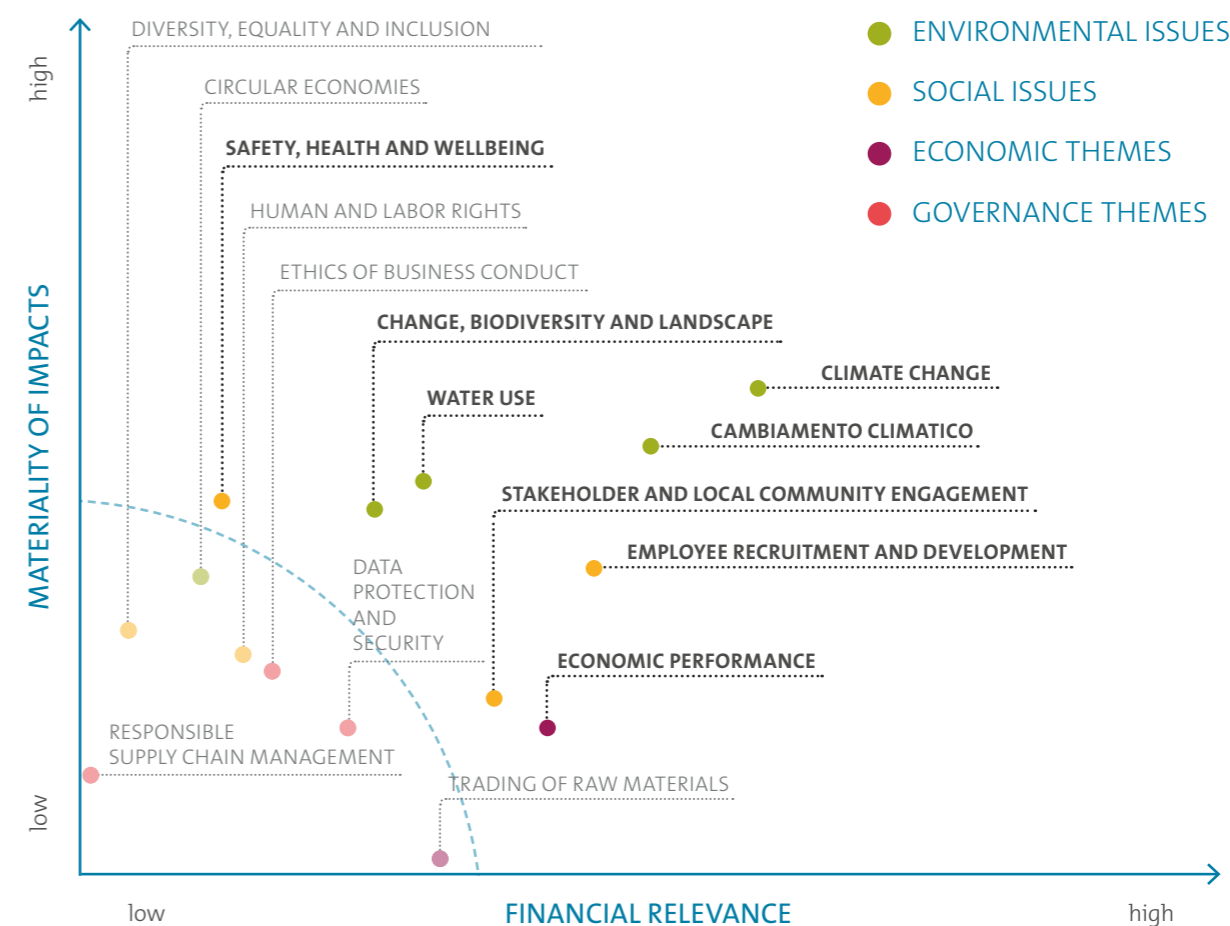 DIVERSITY, EQUALITY AND INCLUSION
ENVIRONMENTAL ISSUES
high
CIRCULAR ECONOMIES
SOCIAL ISSUES
SAFETY, HEALTH AND WELLBEING
ECONOMIC THEMES
HUMAN AND LABOR RIGHTS
GOVERNANCE THEMES
ETHICS OF BUSINESS CONDUCT
CHANGE, BIODIVERSITY AND LANDSCAPE
CLIMATE CHANGE
WATER USE
CAMBIAMENTO CLIMATICO
MATERIALITY OF IMPACTS
STAKEHOLDER AND LOCAL COMMUNITY ENGAGEMENT
EMPLOYEE RECRUITMENT AND DEVELOPMENT
DATA
PROTECTION
AND
SECURITY
ECONOMIC PERFORMANCE
RESPONSIBLE
SUPPLY CHAIN MANAGEMENT
TRADING OF RAW MATERIALS
low
low
FINANCIAL RELEVANCE
high